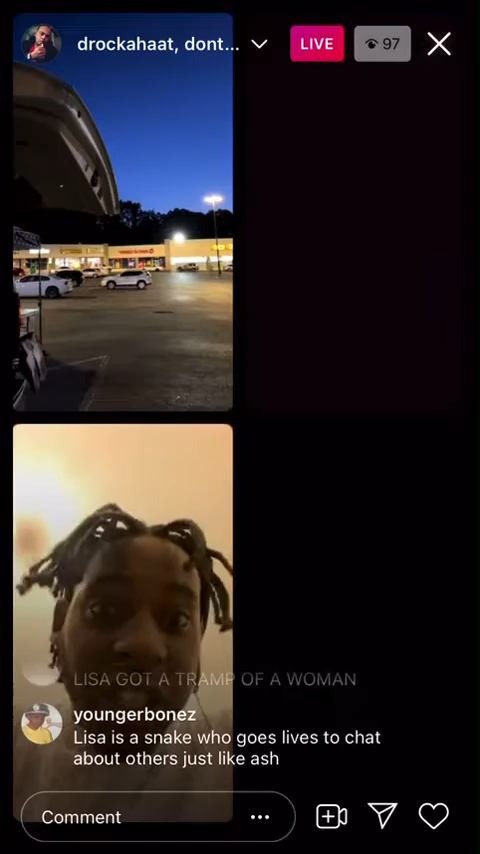 drockahaat, dont...
LIVE
97
LISA GOT A TRAMP OF A WOMAN
youngerbonez
Lisa is a snake who goes lives to chat
about others just like ash
Comment